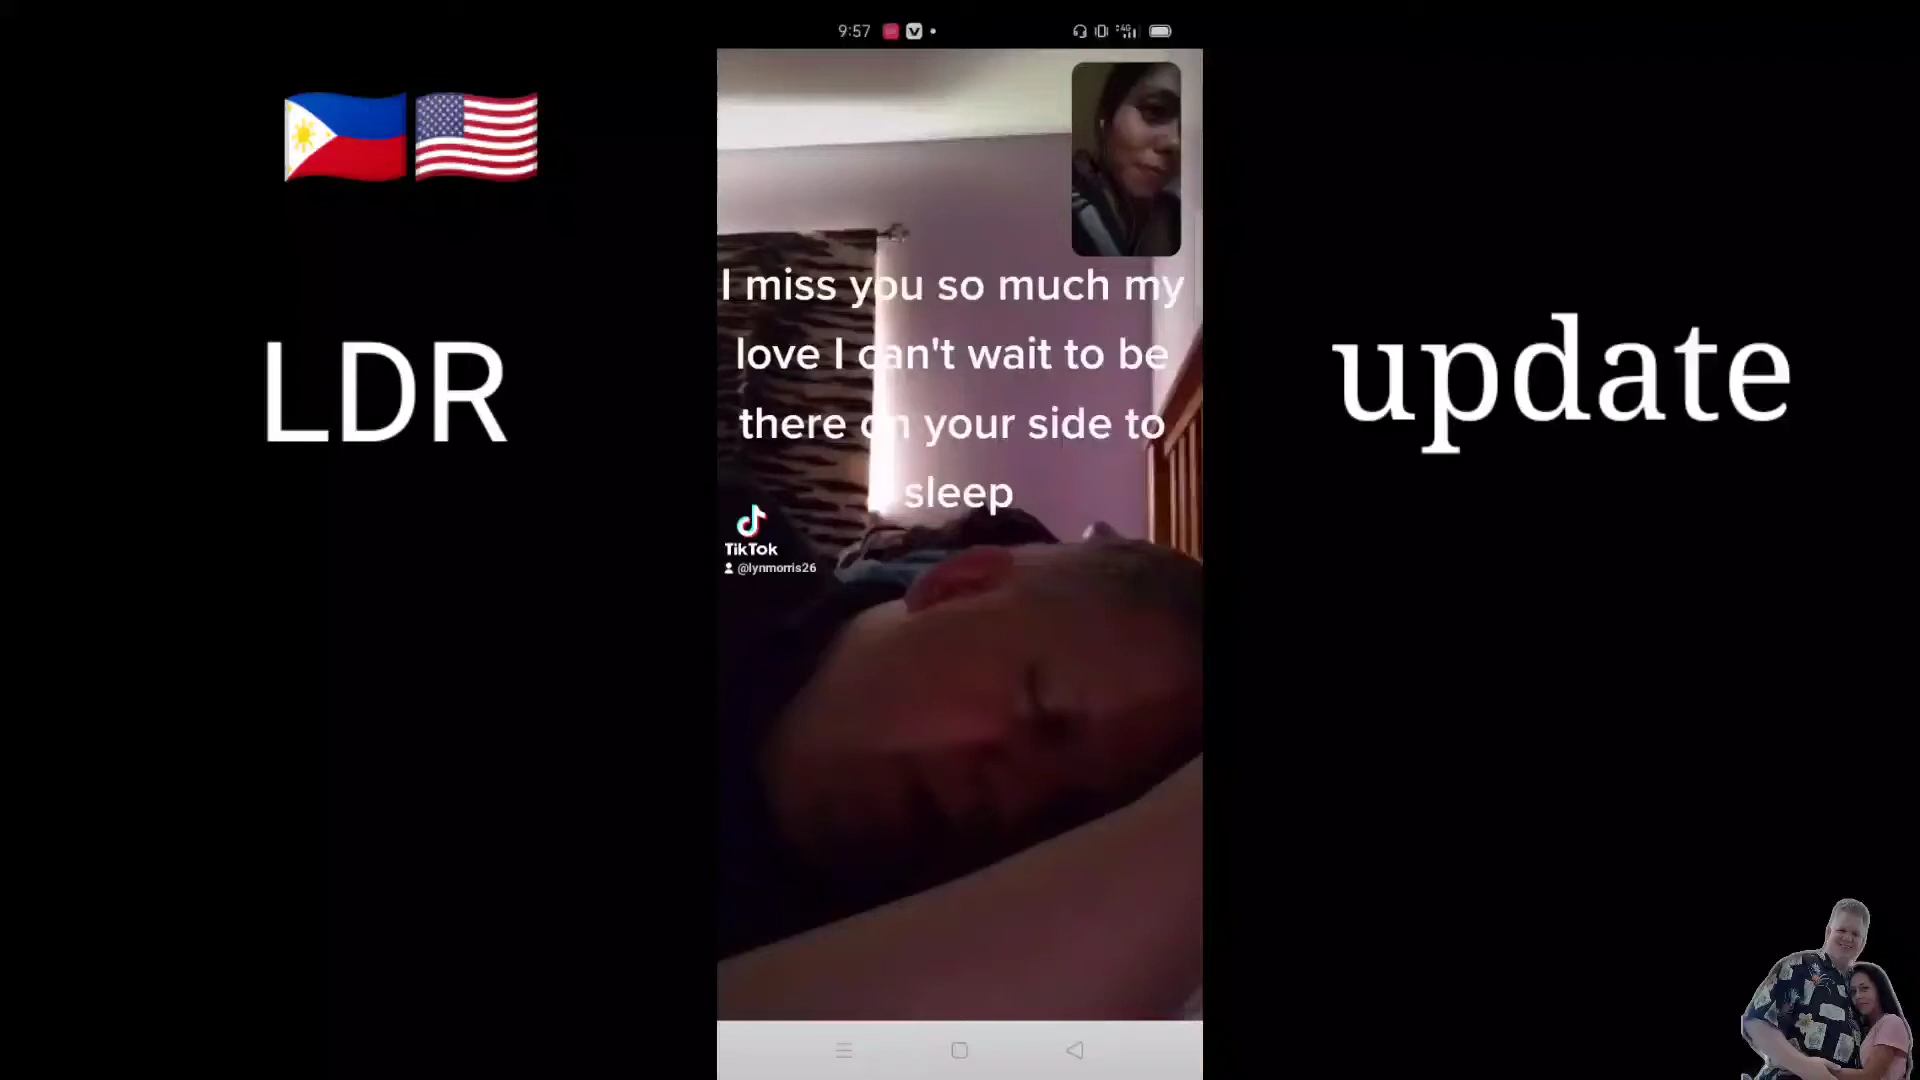 9:57
LDR
update
I miss you so much my
love I can't wait to be
there on your side to
sleep
TikTok
@lynmorris26